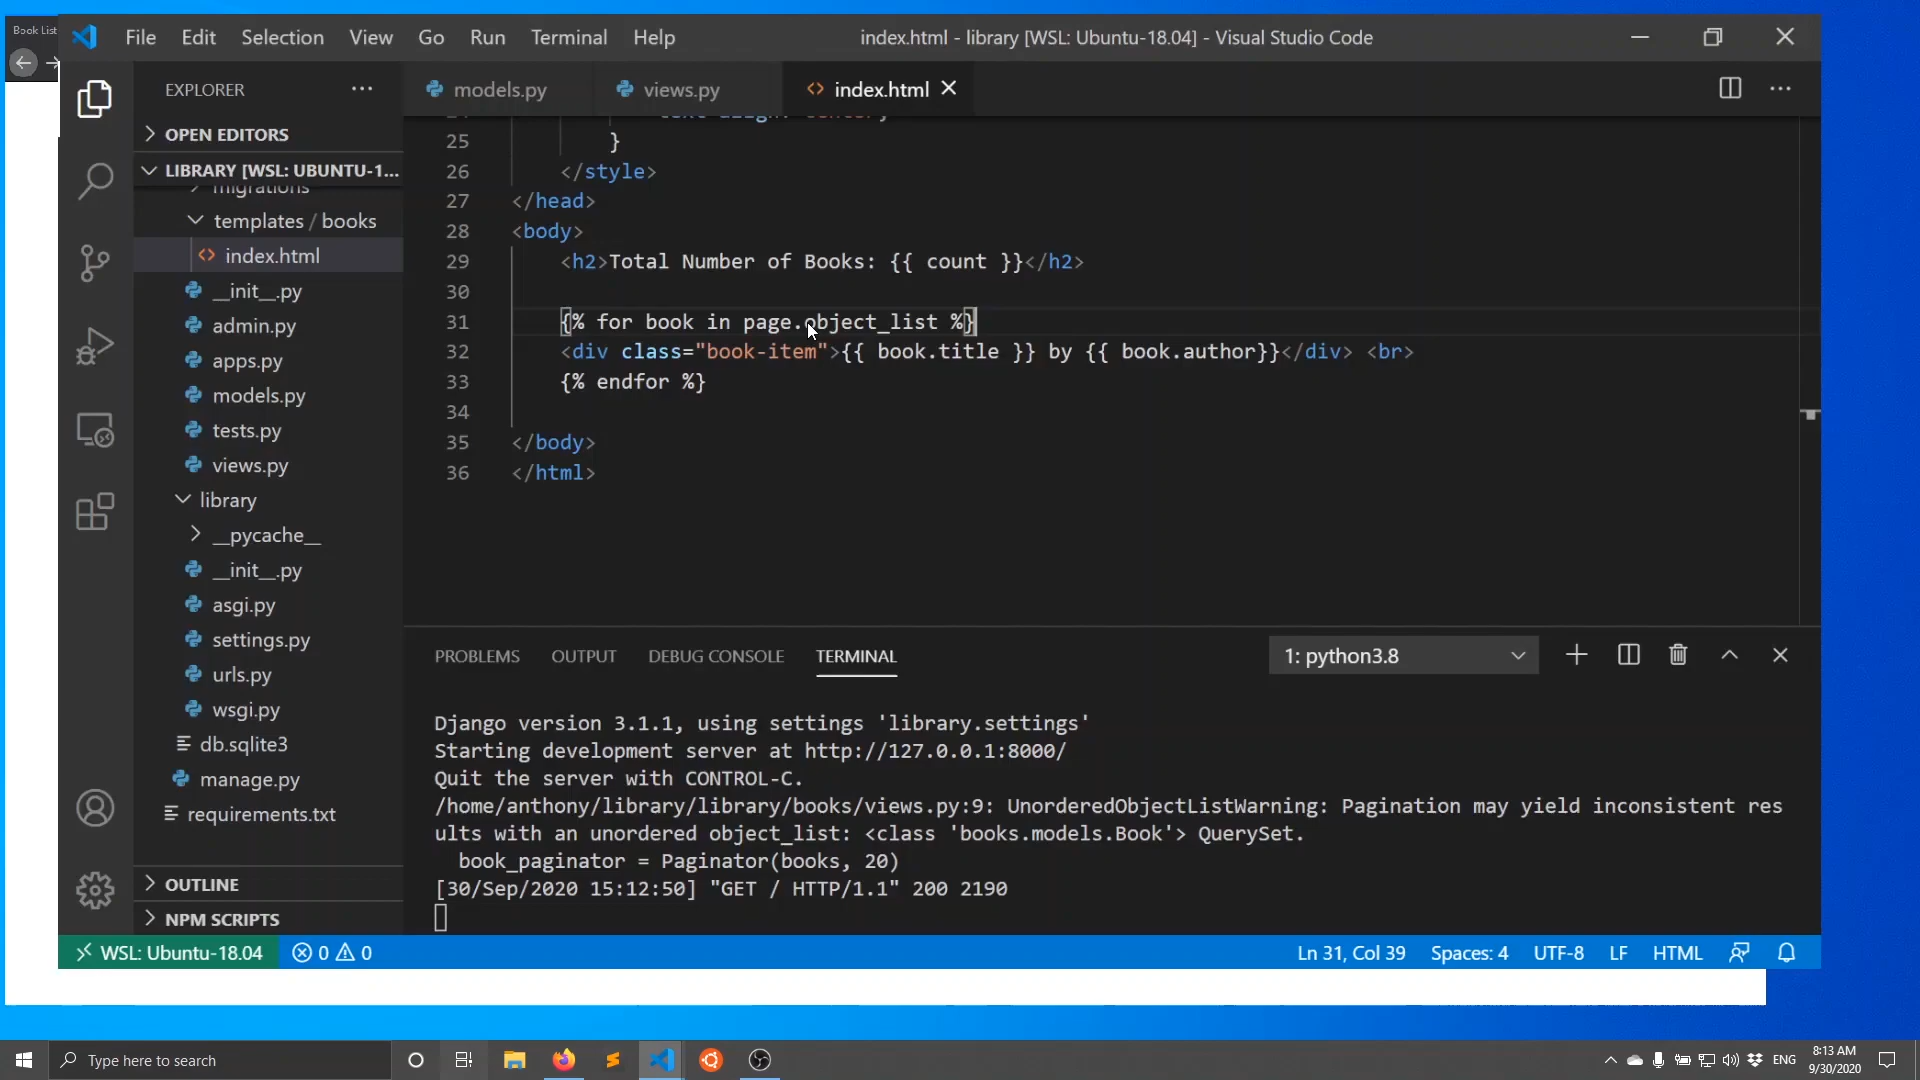 Book List
File Edit Selection View Go Run Terminal Help
index.html - library [WSL: Ubuntu-18.04] - Visual Studio Code
EXPLORER
models.py
views.py
index.html
OPEN EDITORS
LIBRARY [WSL: UBUNTU-1...
migrations
templates / books
index.html
__init__.py
admin.py
apps.py
models.py
tests.py
views.py
library
__pycache__
__init__.py
asgi.py
settings.py
urls.py
wsgi.py
db.sqlite3
manage.py
requirements.txt
OUTLINE
NPM SCRIPTS
25 }
26 </style>
27 </head>
28 <body>
29 <h2>Total Number of Books: {{ count }}</h2>
30
31 {% for book in page.object_list %}
32 <div class="book-item">{{ book.title }} by {{ book.author}}</div> <br>
33 {% endfor %}
34
35 </body>
36 </html>
PROBLEMS OUTPUT DEBUG CONSOLE TERMINAL
1: python3.8
Django version 3.1.1, using settings 'library.settings'
Starting development server at http://127.0.0.1:8000/
Quit the server with CONTROL-C.
/home/anthony/library/library/books/views.py:9: UnorderedObjectListWarning: Pagination may yield inconsistent res
ults with an unordered object_list: <class 'books.models.Book'> QuerySet.
book_paginator = Paginator(books, 20)
[30/Sep/2020 15:12:50] "GET / HTTP/1.1" 200 2190
WSL: Ubuntu-18.04
0 0
Ln 31, Col 39 Spaces: 4 UTF-8 LF HTML
Type here to search
ENG
8:13 AM
9/30/2020